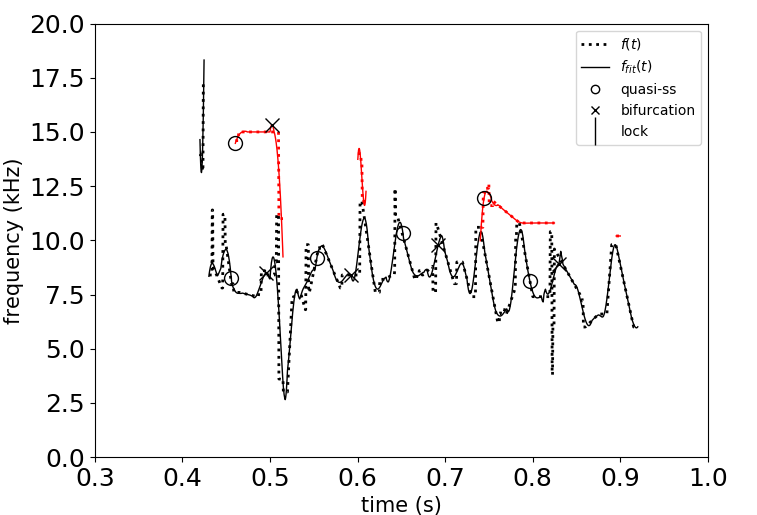 20.0
17.5
15.0
12.5
10.0
7.5
5.0
2.5
0.0
frequency (kHz)
0.3 0.4 0.5 0.6 0.7 0.8 0.9 1.0
time (s)
f(t)
f_fit(t)
quasi-ss
bifurcation
lock